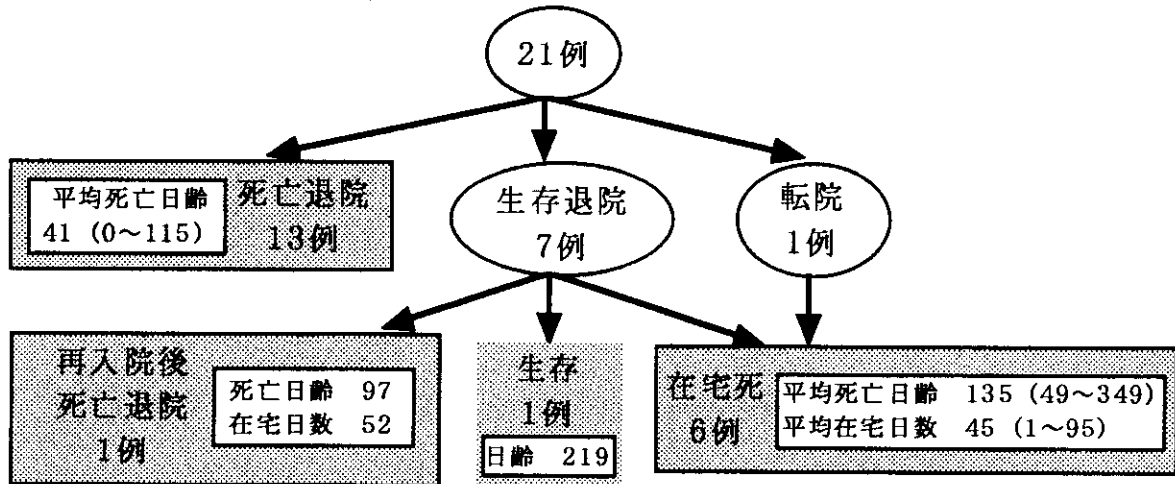 21例
平均死亡日齢
41 (0～115)
死亡退院
13例
生存退院
7例
転院
1例
再入院後
死亡退院
1例
死亡日齢 97
在宅日数 52
生存
1例
日齢 219
在宅死
6例
平均死亡日齢 135 (49～349)
平均在宅日数 45 (1～95)